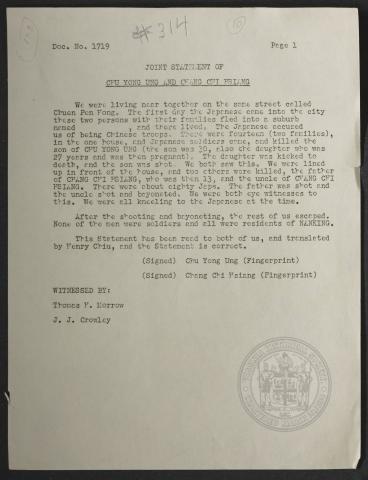 #314
Doc. No. 1719 Page 1
JOINT STATEMENT OF
CFU YONG UNG AND CHANG CHI HSIANG
We were living near together on the same street called
Chuan Pan Fong. The first day the Japanese came into the city
these two persons with their families fled into a suburb
named , and there lived. The Japanese accused
us of being Chinese troops. There were fourteen (two families),
in the one house, and Japanese soldiers came, and killed the
son of CFU YONG UNG (the son was 30, also the daughter who was
27 years and was then pregnant). The daughter was kicked to
death, and the son was shot. We both saw this. We were lined
up in front of the house, and two others were killed, the father
of CHANG CHI HSIANG, who was then 13, and the uncle of CHANG CHI
HSIANG. There were about eighty Japs. The father was shot and
the uncle shot and bayoneted. We were both eye witnesses to
this. We were all kneeling to the Japanese at the time.
After the shooting and bayoneting, the rest of us escaped.
None of the men were soldiers and all were residents of NANKING.
This Statement has been read to both of us, and translated
by Henry Chiu, and the Statement is correct.
(Signed) Chu Yong Ung (Fingerprint)
(Signed) Chang Chi Hsiang (Fingerprint)
WITNESSED BY:
Thomas H. Morrow
J. J. Crowley